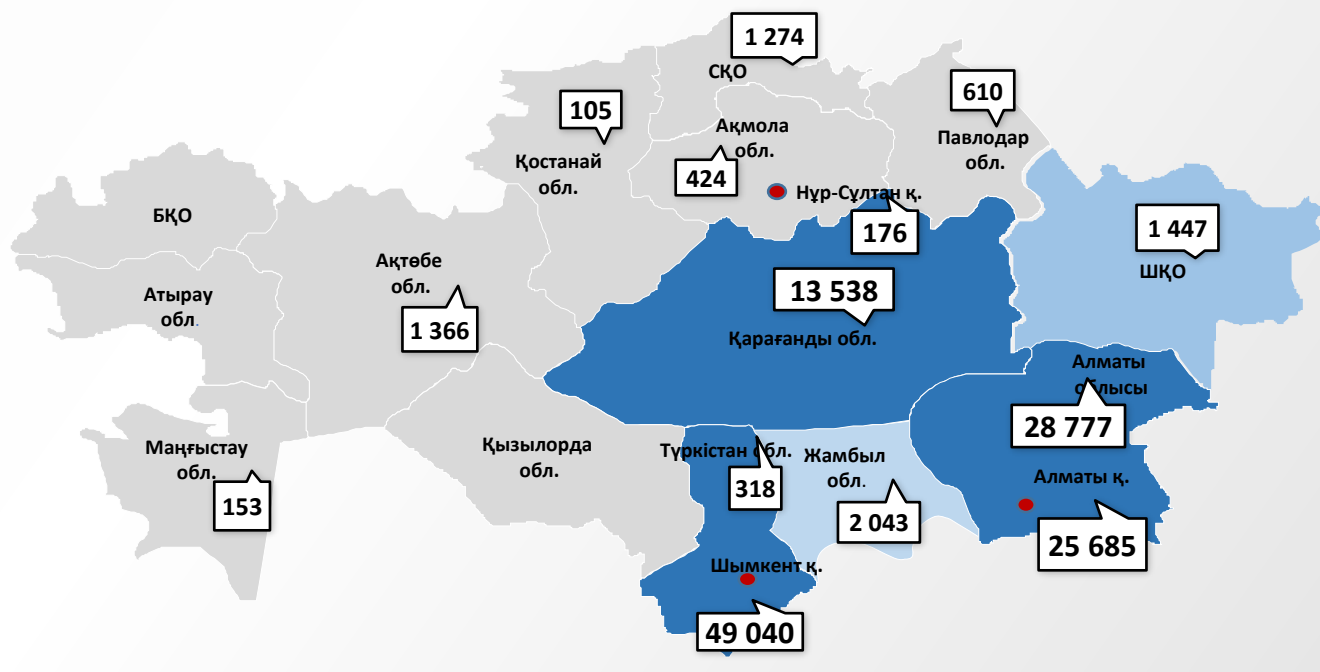 1 274
СҚО
105
Қостанай
обл.
Ақмола
обл.
424
610
Павлодар
обл.
Нұр-Сұлтан қ.
176
БҚО
Атырау
обл.
Ақтөбе
обл.
1 366
13 538
Қарағанды обл.
1 447
ШҚО
Алматы
облысы
28 777
Маңғыстау
обл.
153
Қызылорда
обл.
Түркістан обл.
318
Жамбыл
обл.
2 043
Алматы қ.
25 685
Шымкент қ.
49 040